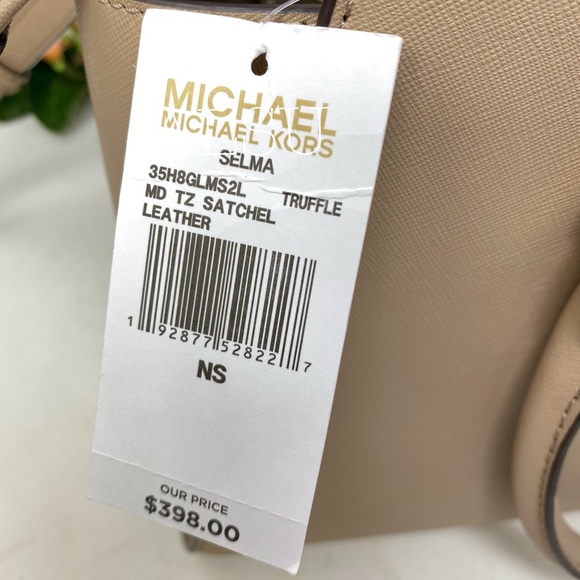 MICHAEL
MICHAEL KORS
SELMA
35H8GLMS2L TRUFFLE
MD TZ SATCHEL
LEATHER
1 92877 52822 7
NS
OUR PRICE
$398.00